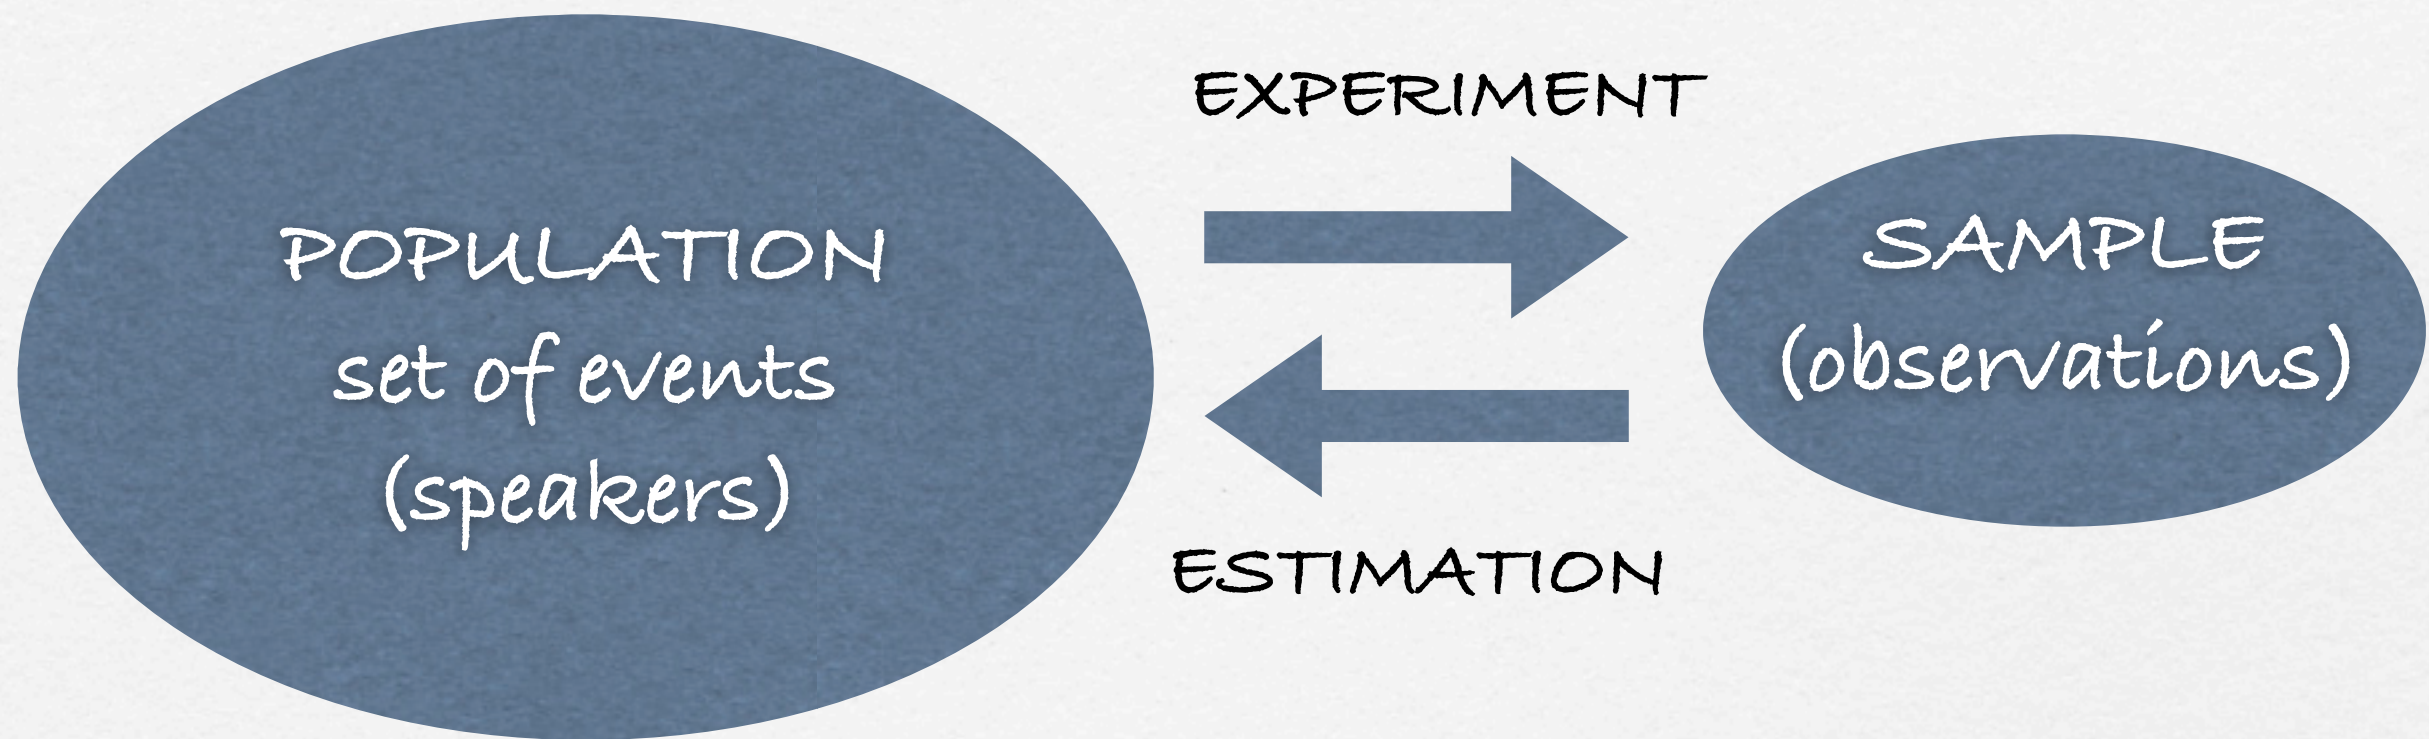 POPULATION
set of events
(speakers)
EXPERIMENT
ESTIMATION
SAMPLE
(observations)